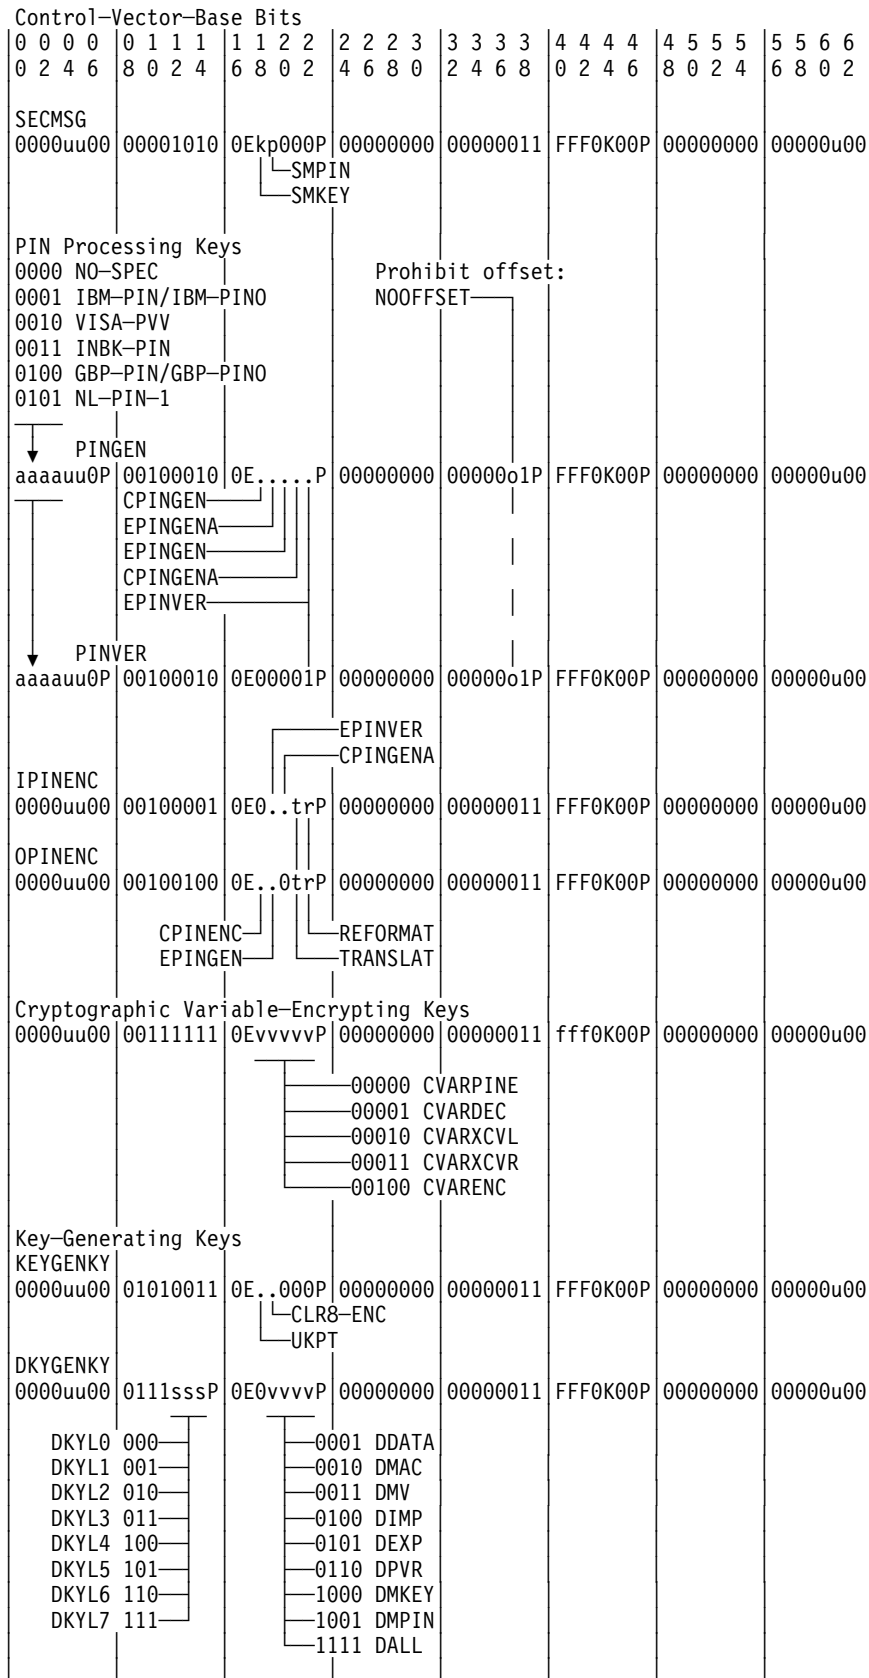 Control—Vector—Base Bits
|0 0 0 0 |0 1 1 1 |1 1 2 2 |2 2 2 3 |3 3 3 3 |4 4 4 4 |4 5 5 5 |5 5 6 6
|0 2 4 6 |8 0 2 4 |6 8 0 2 |4 6 8 0 |2 4 6 8 |0 2 4 6 |8 0 2 4 |6 8 0 2
SECMSG
0000uu00|00001010|0Ekp000P|00000000|00000011|FFF0K00P|00000000|00000u00
SMPIN
SMKEY
PIN Processing Keys
0000 NO—SPEC Prohibit offset:
0001 IBM—PIN/IBM—PINO NOOFFSET
0010 VISA—PVV
0011 INBK—PIN
0100 GBP—PIN/GBP—PINO
0101 NL—PIN—1
PINGEN
aaaauu0P|00100010|0E.....P|00000000|00000o1P|FFF0K00P|00000000|00000u00
CPINGEN
EPINGENA
EPINGEN
CPINGENA
EPINVER
PINVER
aaaauu0P|00100010|0E00001P|00000000|00000o1P|FFF0K00P|00000000|00000u00
EPINVER
CPINGENA
IPINENC
0000uu00|00100001|0E0..trP|00000000|00000011|FFF0K00P|00000000|00000u00
OPINENC
0000uu00|00100100|0E..0trP|00000000|00000011|FFF0K00P|00000000|00000u00
CPINENC REFORMAT
EPINGEN TRANSLAT
Cryptographic Variable—Encrypting Keys
0000uu00|00111111|0EvvvvvP|00000000|00000011|fff0K00P|00000000|00000u00
00000 CVARPINE
00001 CVARDEC
00010 CVARXCVL
00011 CVARXCVR
00100 CVARENC
Key—Generating Keys
KEYGENKY
0000uu00|01010011|0E..000P|00000000|00000011|FFF0K00P|00000000|00000u00
CLR8—ENC
UKPT
DKYGENKY
0000uu00|0111sssP|0E0vvvvP|00000000|00000011|FFF0K00P|00000000|00000u00
DKYL0 000 0001 DDATA
DKYL1 001 0010 DMAC
DKYL2 010 0011 DMV
DKYL3 011 0100 DIMP
DKYL4 100 0101 DEXP
DKYL5 101 0110 DPVR
DKYL6 110 1000 DMKEY
DKYL7 111 1001 DMPIN
1111 DALL